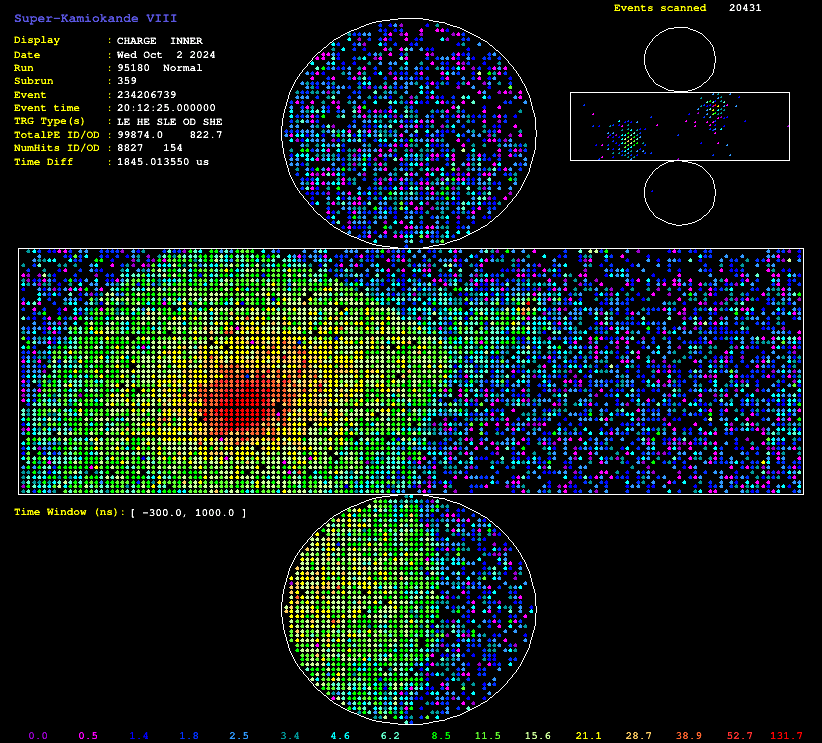 Super-Kamiokande VIII
Events scanned 20431
Display : CHARGE INNER
Date : Wed Oct 2 2024
Run : 95180 Normal
Subrun : 359
Event : 234206739
Event time : 20:12:25.000000
TRG Type(s) : LE HE SLE OD SHE
TotalPE ID/OD : 99874.0 822.7
NumHits ID/OD : 8827 154
Time Diff : 1845.013550 us
Time Window (ns): [ -300.0, 1000.0 ]
0.0 0.5 1.4 1.8 2.5 3.4 4.6 6.2 8.5 11.5 15.6 21.1 28.7 38.9 52.7 131.7